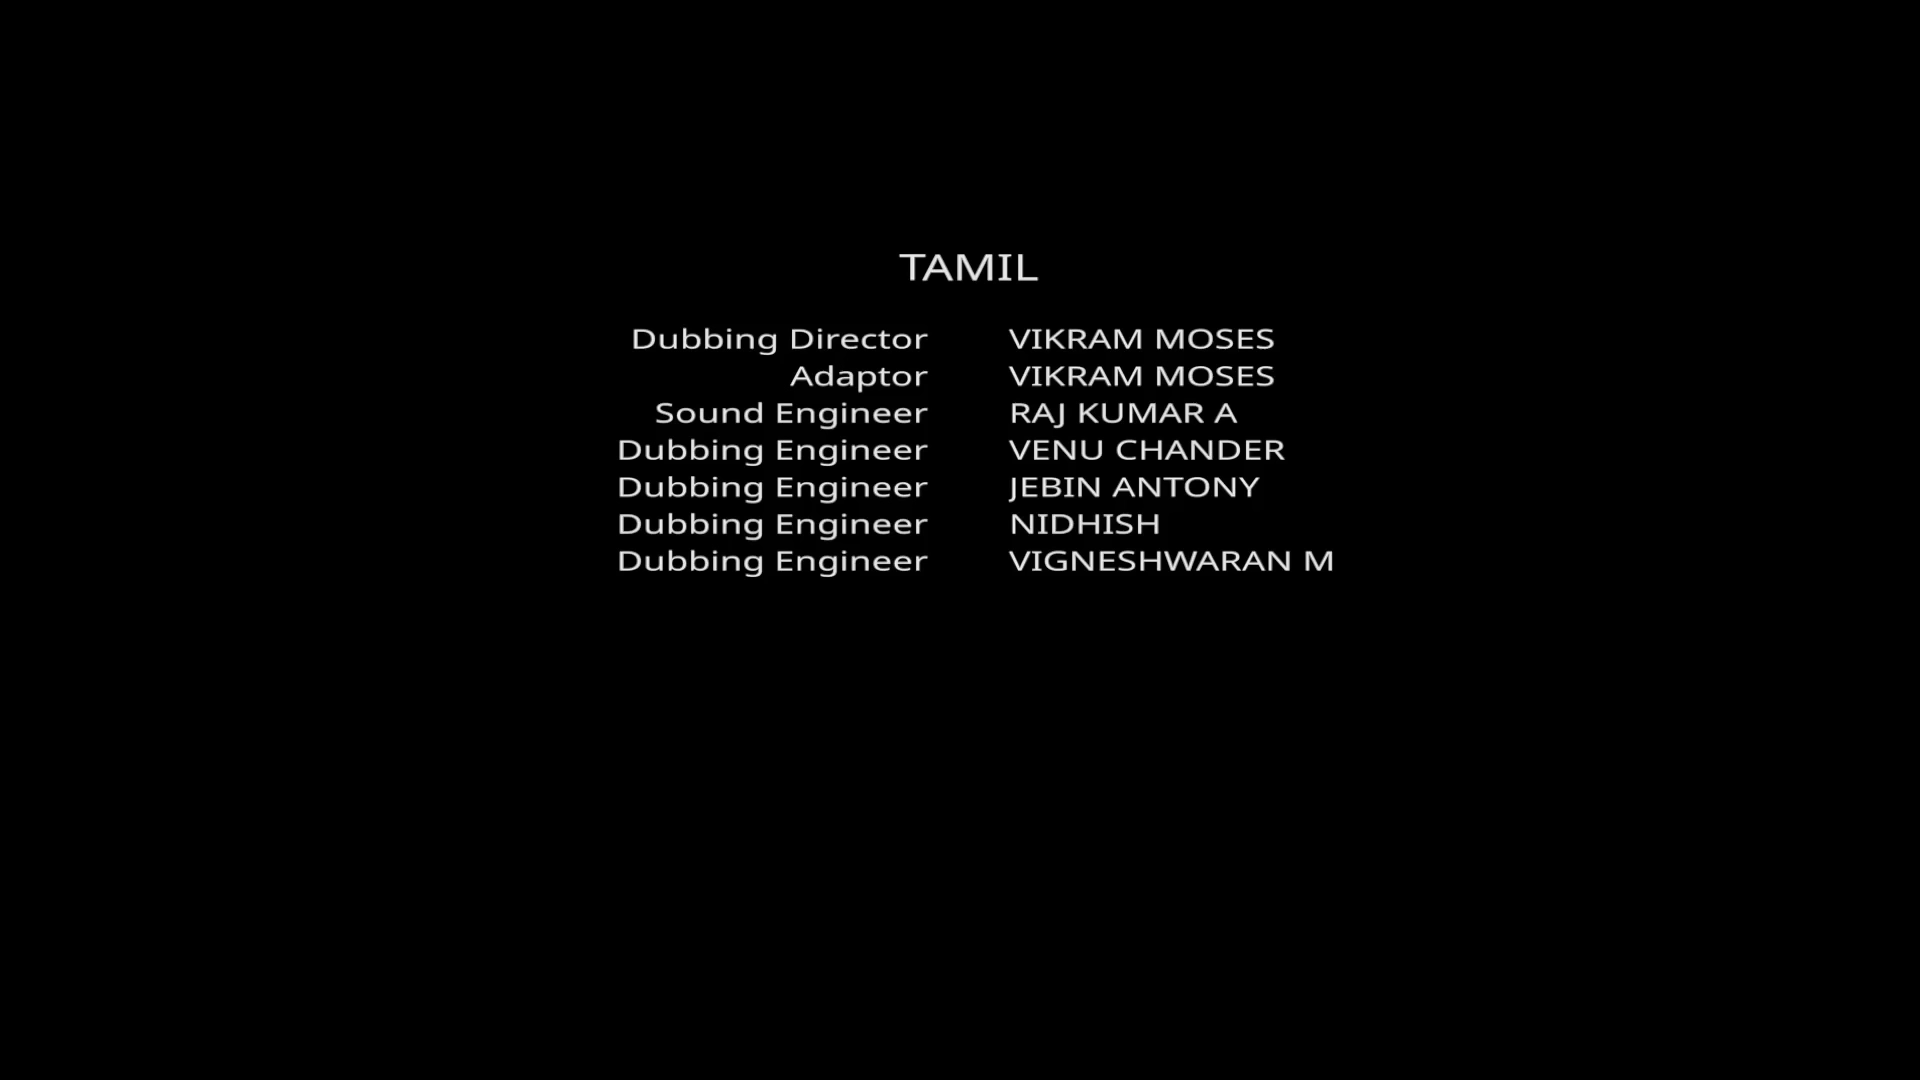 TAMIL
Dubbing Director VIKRAM MOSES
Adaptor VIKRAM MOSES
Sound Engineer RAJ KUMAR A
Dubbing Engineer VENU CHANDER
Dubbing Engineer JEBIN ANTONY
Dubbing Engineer NIDHISH
Dubbing Engineer VIGNESHWARAN M